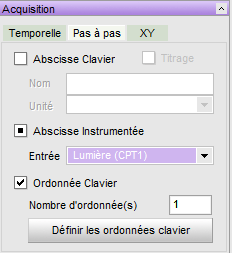 Acquisition
Temporelle Pas à pas XY
Abscisse Clavier Titrage
Nom
Unité
Abscisse Instrumentée
Entrée Lumière (CPT1)
Ordonnée Clavier
Nombre d'ordonnée(s) 1
Définir les ordonnées clavier